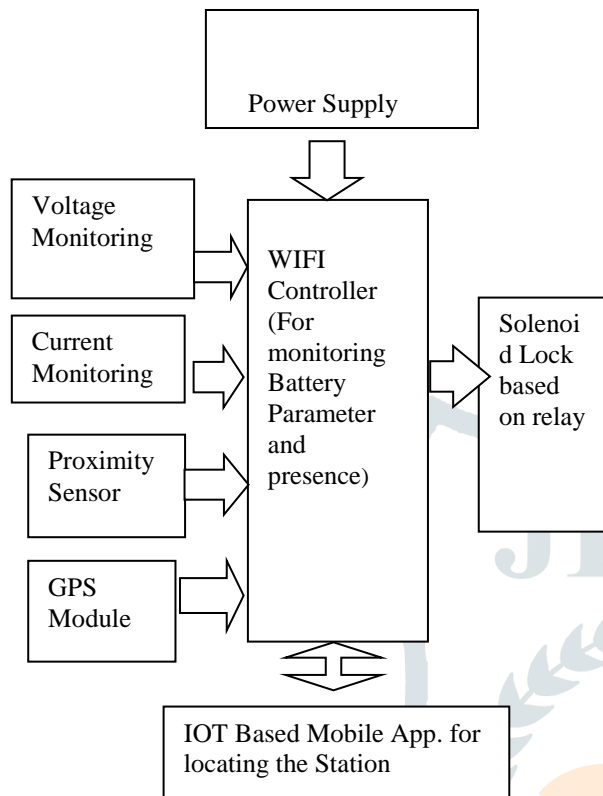 Power Supply
Voltage
Monitoring
WIFI
Controller
(For
monitoring
Battery
Parameter
and
presence)
Current
Monitoring
Proximity
Sensor
GPS
Module
Solenoi
d Lock
based
on relay
IOT Based Mobile App. for
locating the Station